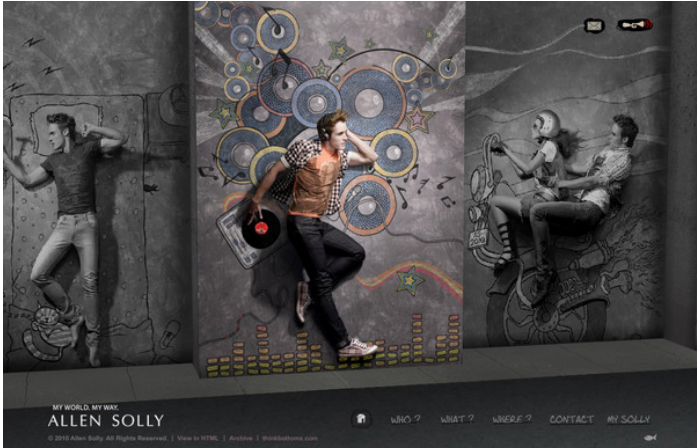 MY WORLD. MY WAY.
ALLEN SOLLY
WHO ?
WHAT ?
WHERE ?
CONTACT
MY SOLLY
© 2010 Allen Solly. All Rights Reserved. | View In HTML | Archive | thinkbottomz.com